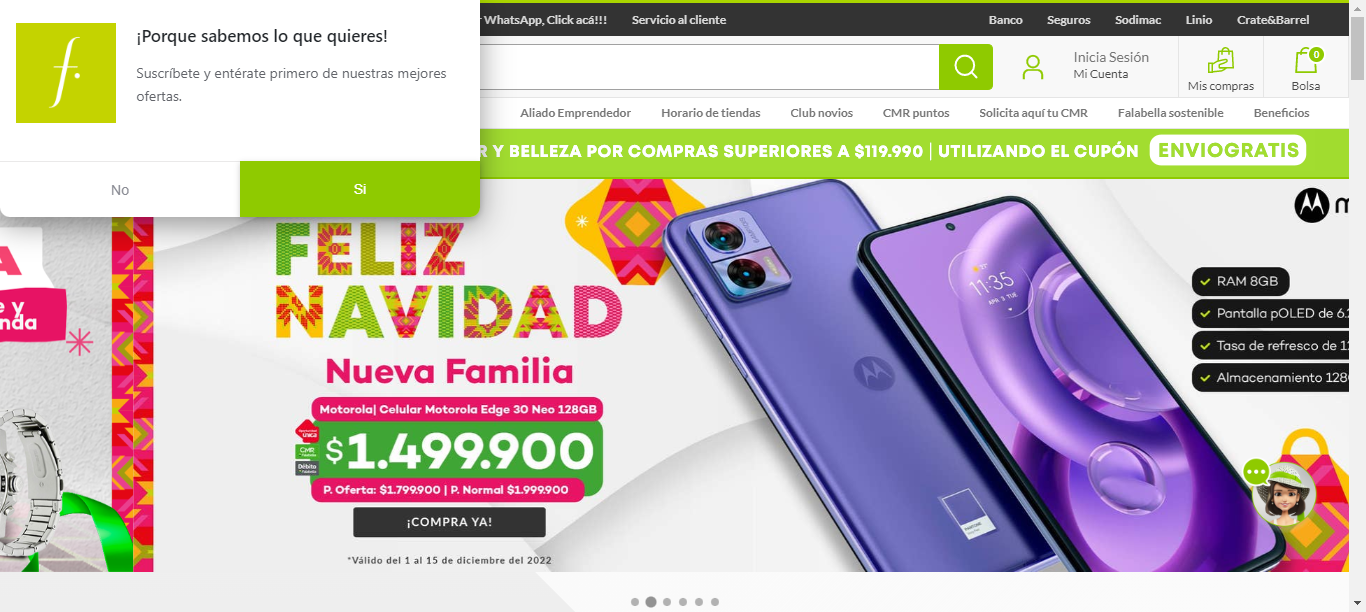 ¡Porque sabemos lo que quieres!
Suscríbete y entérate primero de nuestras mejores
ofertas.
No
Si
WhatsApp, Click acá!!!
Servicio al cliente
Banco
Seguros
Sodimac
Linio
Crate&Barrel
Inicia Sesión
Mi Cuenta
Mis compras
0
Bolsa
Aliado Emprendedor
Horario de tiendas
Club novios
CMR puntos
Solicita aquí tu CMR
Falabella sostenible
Beneficios
Y BELLEZA POR COMPRAS SUPERIORES A $119.990 | UTILIZANDO EL CUPÓN ENVIOGRATIS
FELIZ
NAVIDAD
Nueva Familia
Motorola| Celular Motorola Edge 30 Neo 128GB
única
CMR
Débito
$1.499.900
P. Oferta: $1.799.900 | P. Normal $1.999.900
¡COMPRA YA!
*Válido del 1 al 15 de diciembre del 2022
11:35
APR 3 TUE
PANTONE
RAM 8GB
Pantalla pOLED de 6.
Tasa de refresco de 1
Almacenamiento 128